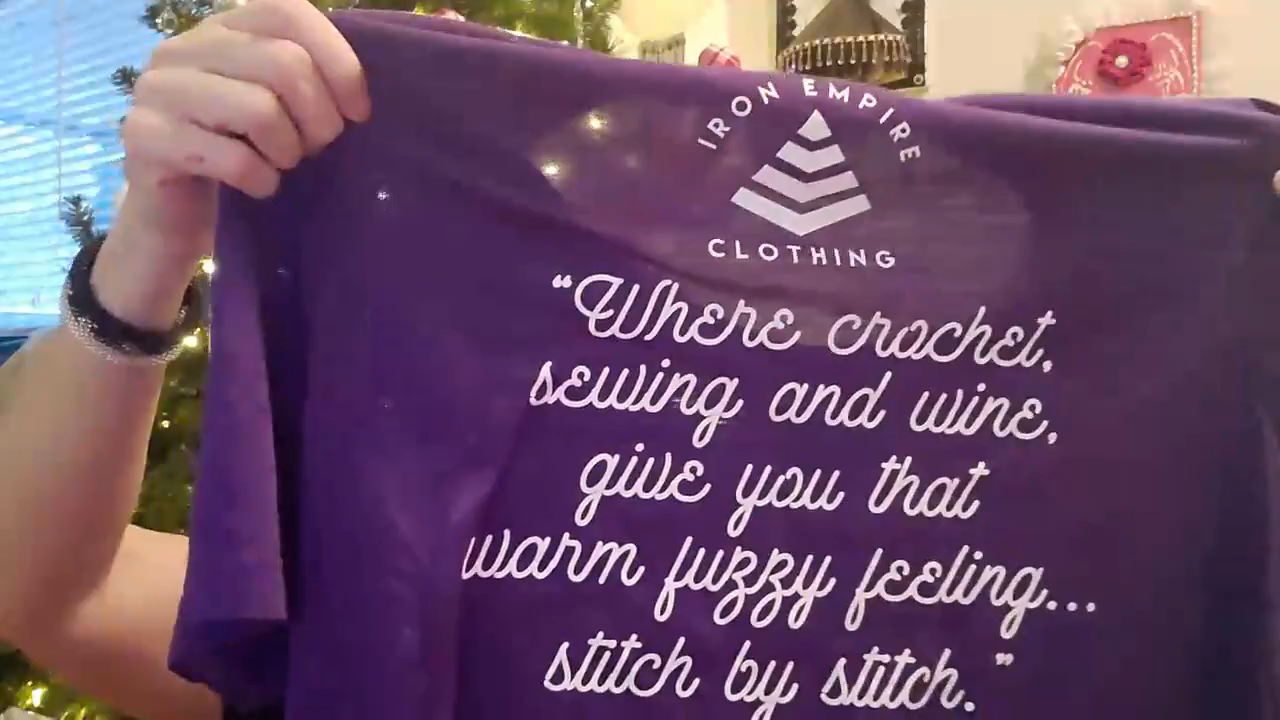 IRON EMPIRE
CLOTHING
“Where crochet,
sewing and wine,
give you that
warm fuzzy feeling...
stitch by stitch.”